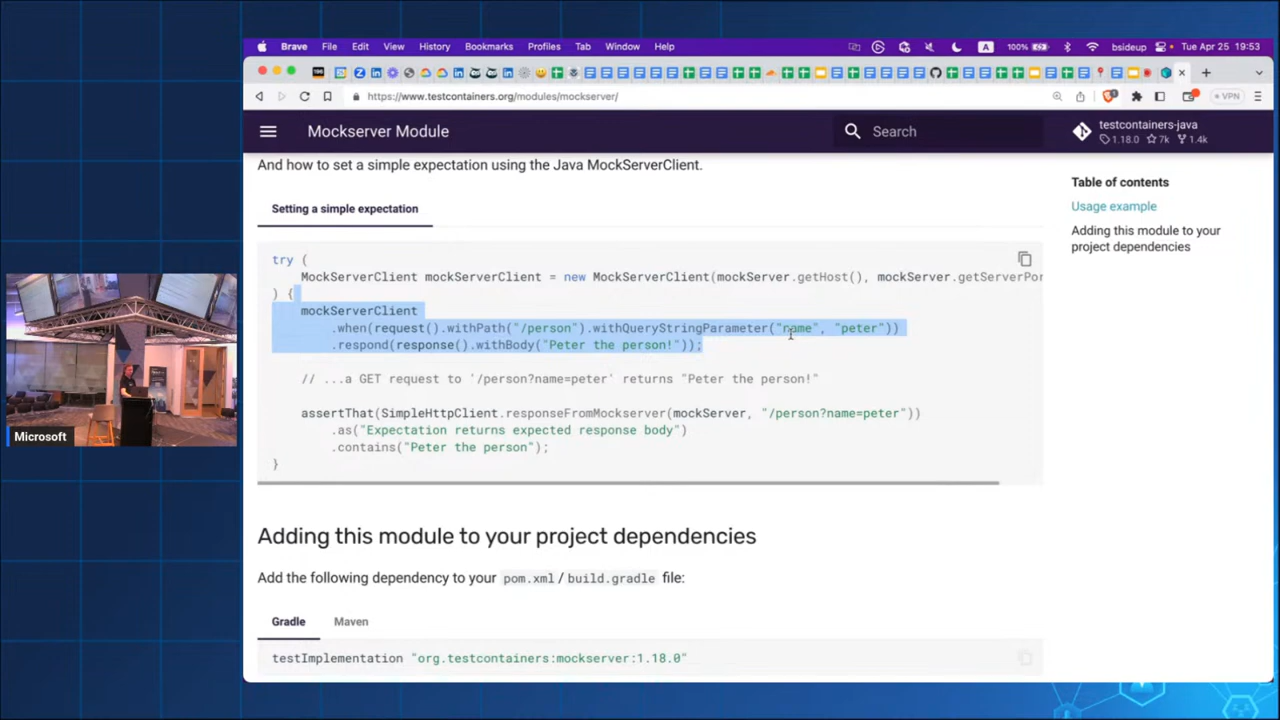 Brave File Edit View History Bookmarks Profiles Tab Window Help
A 100% bsideup Tue Apr 25 19:53
https://www.testcontainers.org/modules/mockserver/
VPN
Mockserver Module
Search
testcontainers-java
1.18.0 7k 1.4k
And how to set a simple expectation using the Java MockServerClient.
Setting a simple expectation
try (
MockServerClient mockServerClient = new MockServerClient(mockServer.getHost(), mockServer.getServerPor
) {
mockServerClient
.when(request().withPath("/person").withQueryStringParameter("name", "peter"))
.respond(response().withBody("Peter the person!"));
// ...a GET request to '/person?name=peter' returns "Peter the person!"
assertThat(SimpleHttpClient.responseFromMockserver(mockServer, "/person?name=peter"))
.as("Expectation returns expected response body")
.contains("Peter the person");
}
Adding this module to your project dependencies
Add the following dependency to your pom.xml / build.gradle file:
Gradle Maven
testImplementation "org.testcontainers:mockserver:1.18.0"
Table of contents
Usage example
Adding this module to your
project dependencies
Microsoft